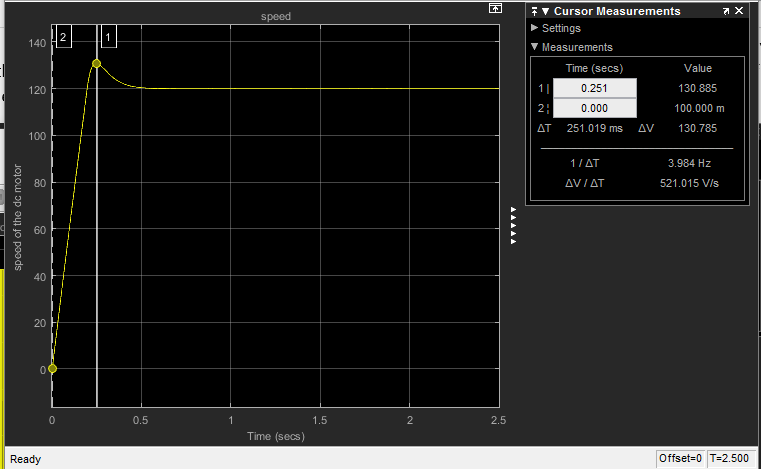 speed
140
120
100
80
60
40
20
0
speed of the dc motor
2
1
0
0.5
1
1.5
2
2.5
Time (secs)
Cursor Measurements
Settings
Measurements
Time (secs) Value
1 | 0.251 130.885
2 ¦ 0.000 100.000 m
ΔT 251.019 ms ΔV 130.785
1 / ΔT 3.984 Hz
ΔV / ΔT 521.015 V/s
Ready
Offset=0 T=2.500